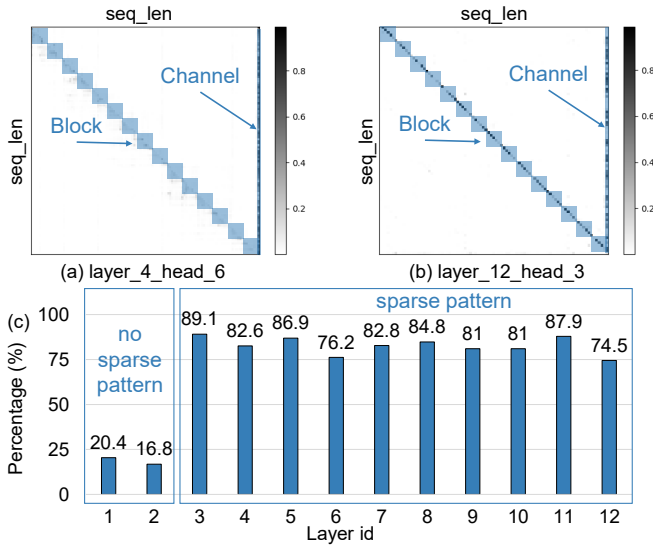 seq_len
seq_len
Channel
Block
0.8
0.6
0.4
0.2
(a) layer_4_head_6
seq_len
seq_len
Channel
Block
0.8
0.6
0.4
0.2
(b) layer_12_head_3
(c)
Percentage (%)
100
75
50
25
0
no
sparse
pattern
sparse pattern
20.4
16.8
89.1
82.6
86.9
76.2
82.8
84.8
81
81
87.9
74.5
1 2 3 4 5 6 7 8 9 10 11 12
Layer id